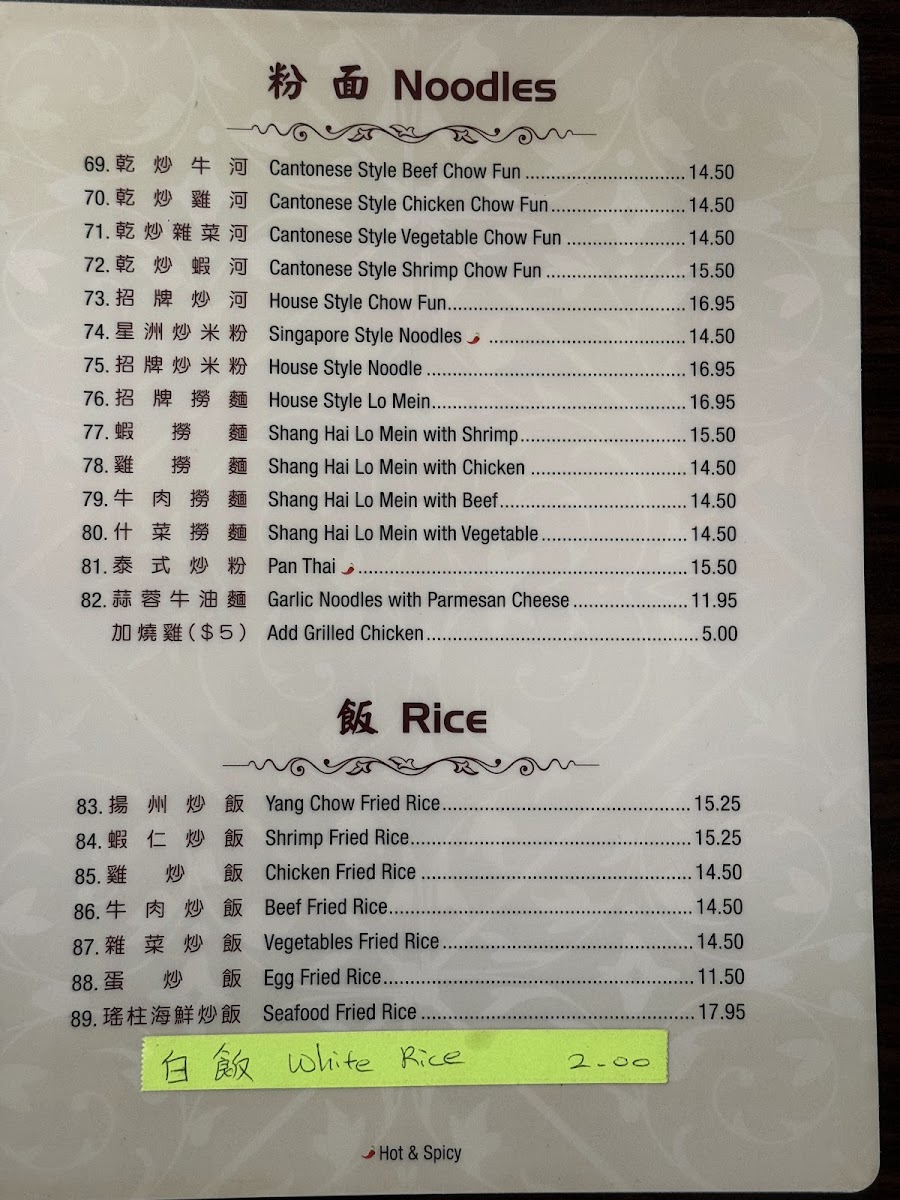 粉面 Noodles
69. 乾炒牛河 Cantonese Style Beef Chow Fun 14.50
70. 乾炒雞河 Cantonese Style Chicken Chow Fun 14.50
71. 乾炒雜菜河 Cantonese Style Vegetable Chow Fun 14.50
72. 乾炒蝦河 Cantonese Style Shrimp Chow Fun 15.50
73. 招牌炒河 House Style Chow Fun 16.95
74. 星洲炒米粉 Singapore Style Noodles 14.50
75. 招牌炒米粉 House Style Noodle 16.95
76. 招牌撈麵 House Style Lo Mein 16.95
77. 蝦撈麵 Shang Hai Lo Mein with Shrimp 15.50
78. 雞撈麵 Shang Hai Lo Mein with Chicken 14.50
79. 牛肉撈麵 Shang Hai Lo Mein with Beef 14.50
80. 什菜撈麵 Shang Hai Lo Mein with Vegetable 14.50
81. 泰式炒粉 Pan Thai 15.50
82. 蒜蓉牛油麵 Garlic Noodles with Parmesan Cheese 11.95
加燒雞($5) Add Grilled Chicken 5.00
飯 Rice
83. 揚州炒飯 Yang Chow Fried Rice 15.25
84. 蝦仁炒飯 Shrimp Fried Rice 15.25
85. 雞炒飯 Chicken Fried Rice 14.50
86. 牛肉炒飯 Beef Fried Rice 14.50
87. 雜菜炒飯 Vegetables Fried Rice 14.50
88. 蛋炒飯 Egg Fried Rice 11.50
89. 瑤柱海鮮炒飯 Seafood Fried Rice 17.95
白飯 White Rice 2.00
Hot & Spicy